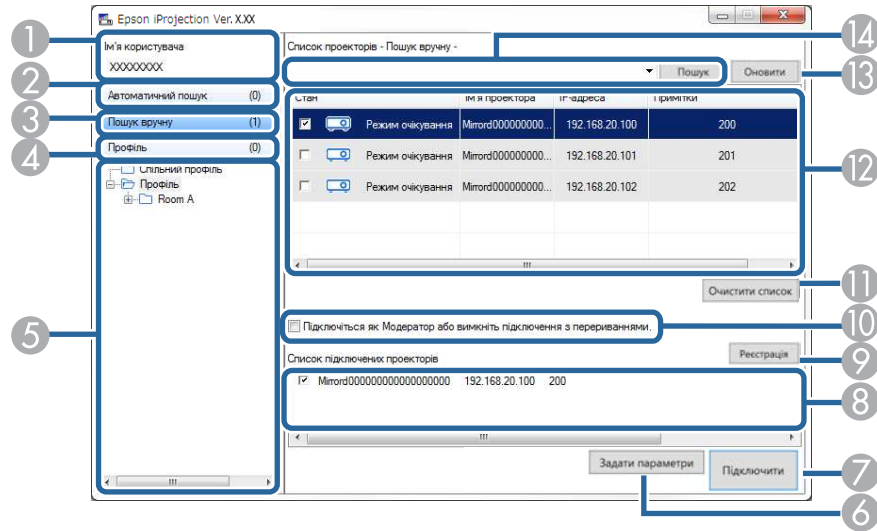 Epson iProjection Ver. X.XX
1
Ім'я користувача
XXXXXXXX
2
Автоматичний пошук (0)
3
Пошук вручну (1)
4
Профіль (0)
5
Спільний профіль
Профіль
Room A
Список проекторів - Пошук вручну -
14
Пошук
Оновити
13
Стан Ім'я проектора IP-адреса Примітки
Режим очікування Mirrord000000000... 192.168.20.100 200
Режим очікування Mirrord000000000... 192.168.20.101 201
Режим очікування Mirrord000000000... 192.168.20.102 202
12
Очистити список
11
Підключіться як Модератор або вимкніть підключення з перериваннями.
10
Список підключених проекторів
Реєстрація
9
Mirrord000000000000000000 192.168.20.100 200
8
Задати параметри
Підключити
7
6